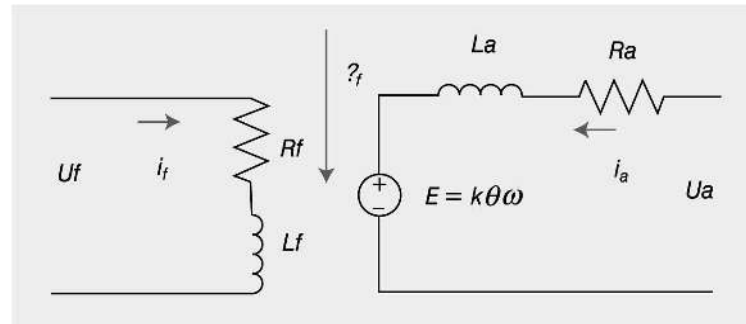 La
Ra
?f
Uf
if
Rf
ia
Ua
+
−
E = kθω
Lf